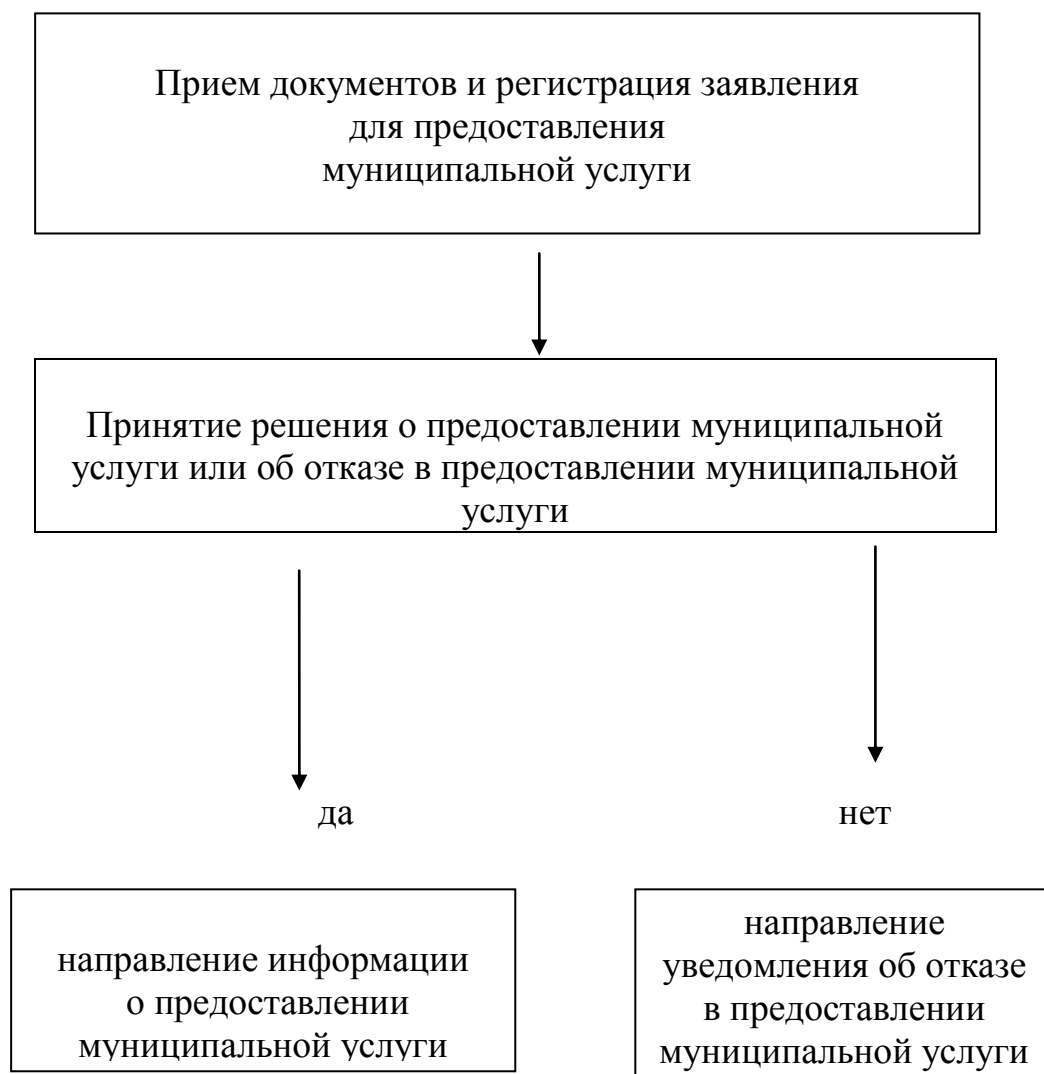 Прием документов и регистрация заявления
для предоставления
муниципальной услуги
Принятие решения о предоставлении муниципальной
услуги или об отказе в предоставлении муниципальной
услуги
да
нет
направление информации
о предоставлении
муниципальной услуги
направление
уведомления об отказе
в предоставлении
муниципальной услуги